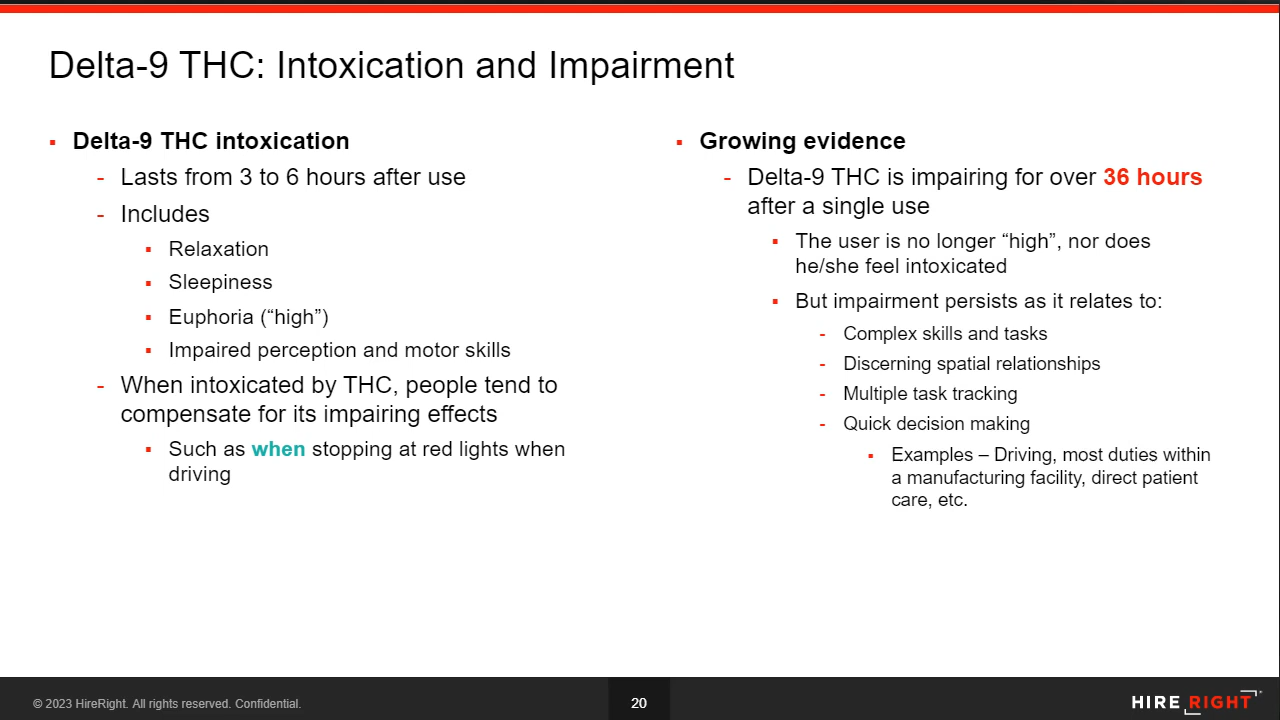 Delta-9 THC: Intoxication and Impairment
▪ Delta-9 THC intoxication
- Lasts from 3 to 6 hours after use
- Includes
▪ Relaxation
▪ Sleepiness
▪ Euphoria (“high”)
▪ Impaired perception and motor skills
- When intoxicated by THC, people tend to
compensate for its impairing effects
▪ Such as when stopping at red lights when
driving
▪ Growing evidence
- Delta-9 THC is impairing for over 36 hours
after a single use
▪ The user is no longer “high”, nor does
he/she feel intoxicated
▪ But impairment persists as it relates to:
- Complex skills and tasks
- Discerning spatial relationships
- Multiple task tracking
- Quick decision making
▪ Examples – Driving, most duties within
a manufacturing facility, direct patient
care, etc.
© 2023 HireRight. All rights reserved. Confidential.
20
HIRE RIGHT